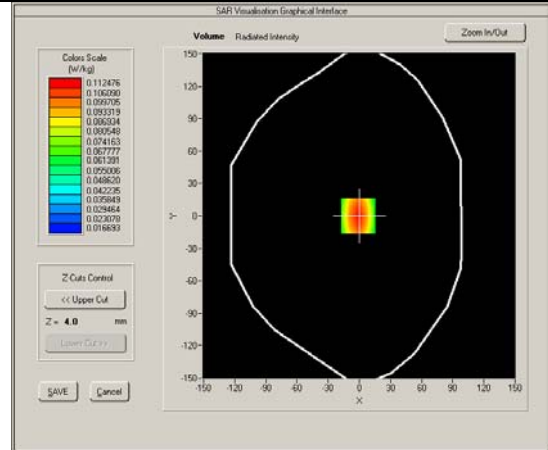 SAR Visualisation Graphical Interface
Volume Radiated Intensity
Zoom In/Out
Colors Scale
(W/kg)
0.112476
0.106090
0.099705
0.093319
0.086934
0.080548
0.074163
0.067777
0.061391
0.055006
0.048620
0.042235
0.035849
0.029464
0.023078
0.016693
Z-Cuts Control
<< Upper Cut
Z = 4.0 mm
Lower Cut >>
SAVE
Cancel
150
120
90
60
30
0
-30
-60
-90
-120
-150
Y
-150 -120 -90 -60 -30 0 30 60 90 120 150
X